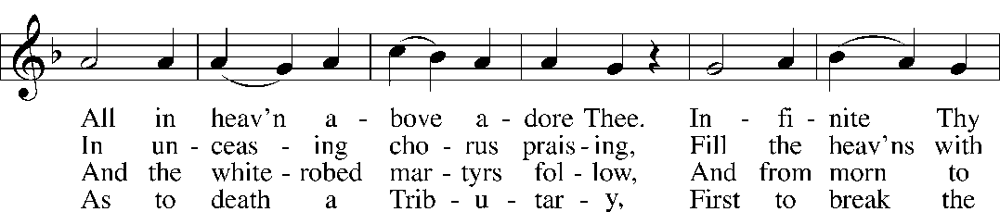 All in heav'n a - bove a - dore Thee. In - fi - nite Thy
In un - ceas - ing cho - rus prais - ing, Fill the heav'ns with
And the white - robed mar - tyrs fol - low, And from morn to
As to death a Trib - u - tar - y, First to break the